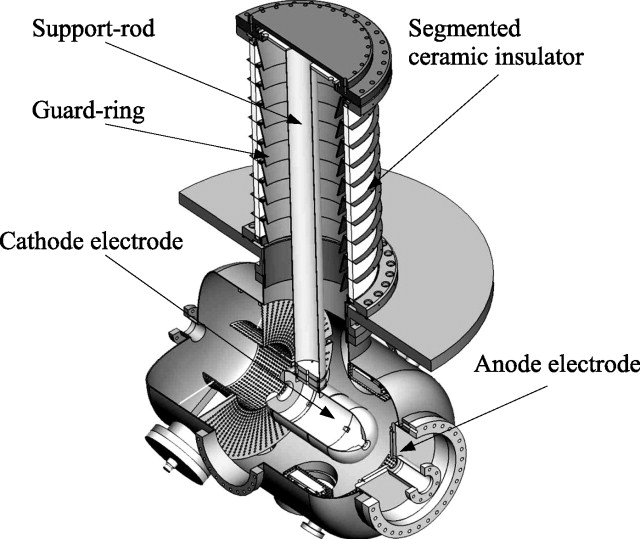 Support-rod
Segmented
ceramic insulator
Guard-ring
Cathode electrode
Anode electrode